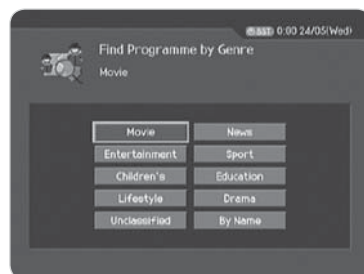 0:00 24/05(Wed)
Find Programme by Genre
Movie
Movie News
Entertainment Sport
Children's Education
Lifestyle Drama
Unclassified By Name